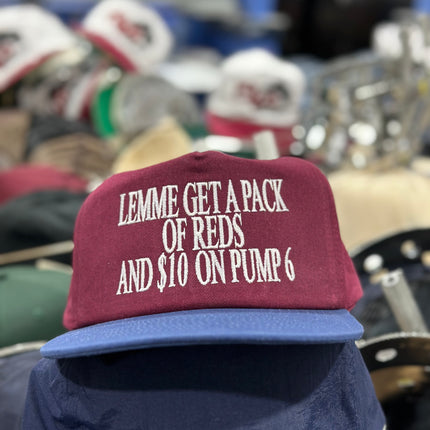 LEMME GET A PACK
OF REDS
AND $10 ON PUMP 6